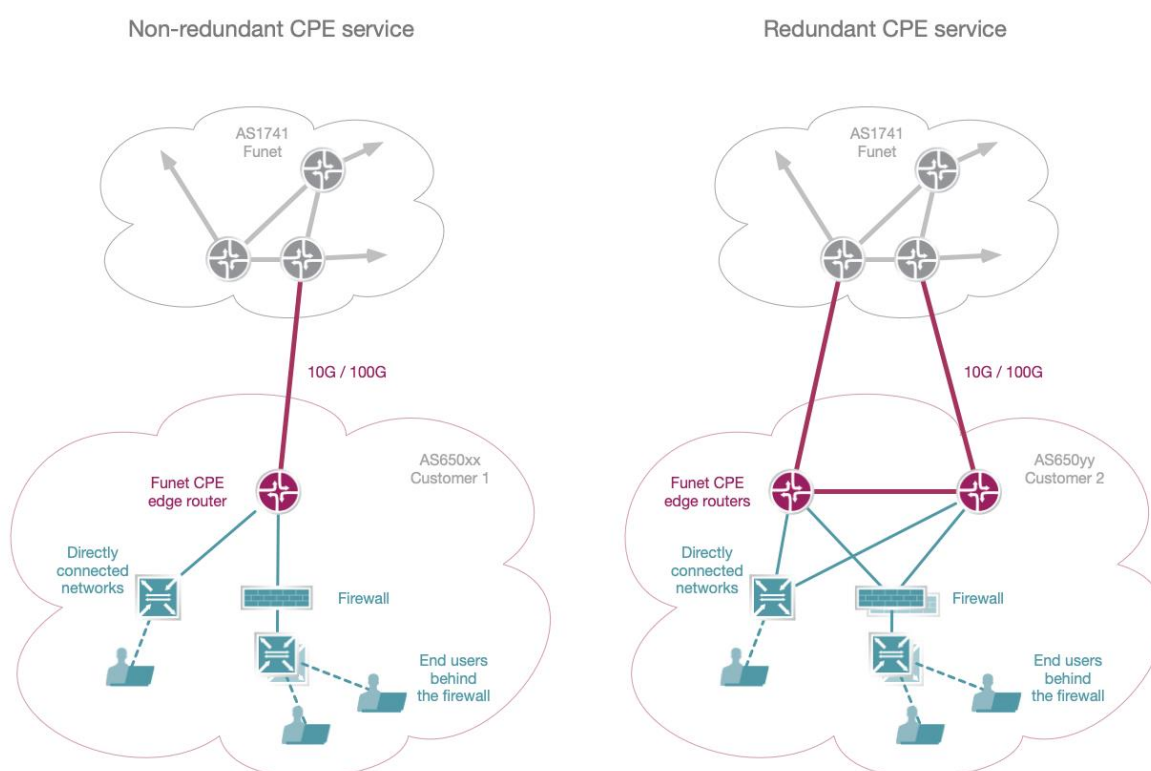 Non-redundant CPE service
AS1741
Funet
10G / 100G
AS650xx
Customer 1
Funet CPE
edge router
Directly
connected
networks
Firewall
End users
behind
the firewall
Redundant CPE service
AS1741
Funet
10G / 100G
AS650yy
Customer 2
Funet CPE
edge routers
Directly
connected
networks
Firewall
End users
behind
the firewall